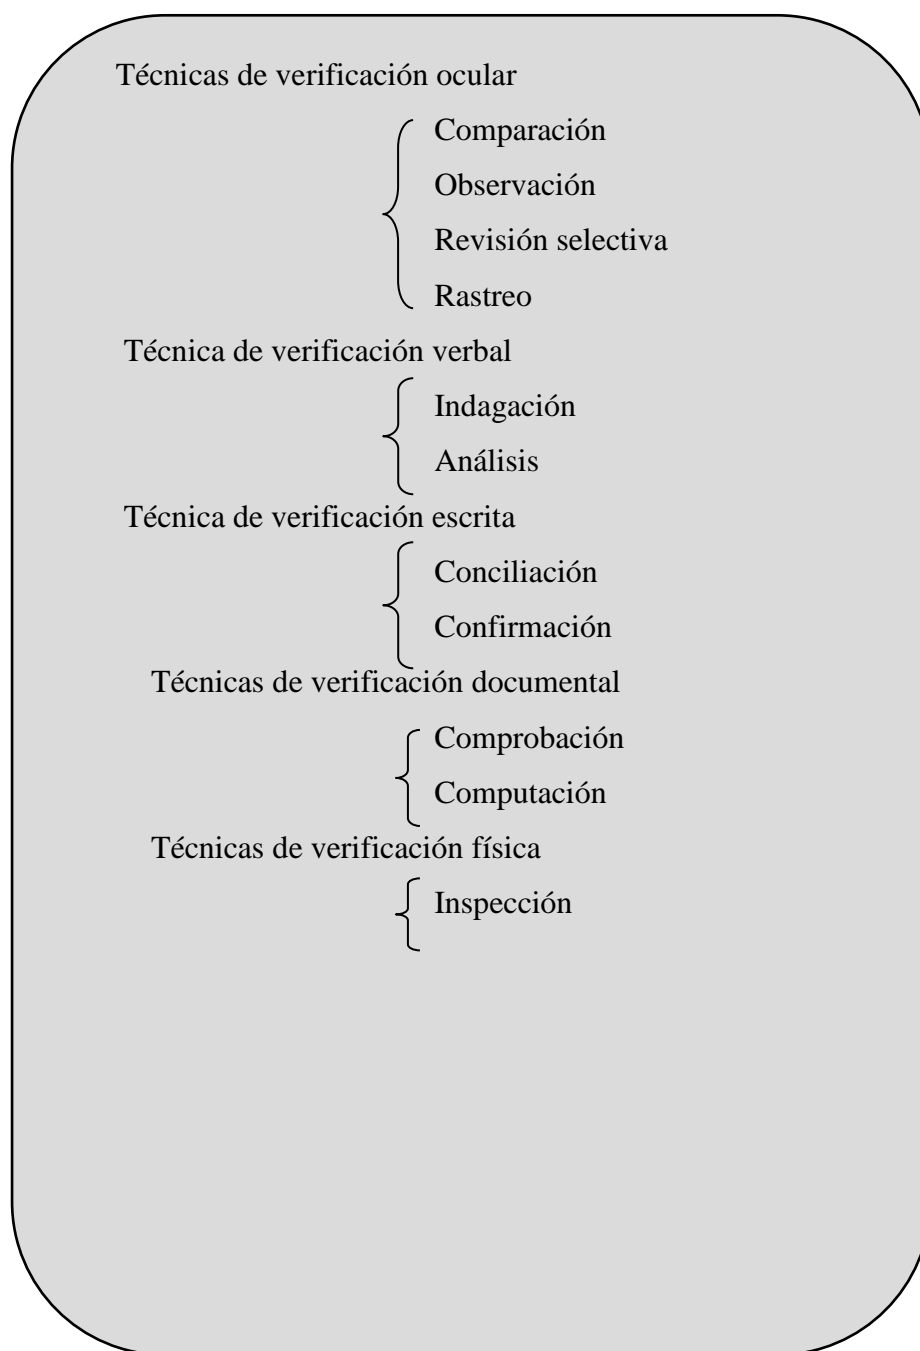 Técnicas de verificación ocular
Comparación
Observación
Revisión selectiva
Rastreo
Técnica de verificación verbal
Indagación
Análisis
Técnica de verificación escrita
Conciliación
Confirmación
Técnicas de verificación documental
Comprobación
Computación
Técnicas de verificación física
Inspección